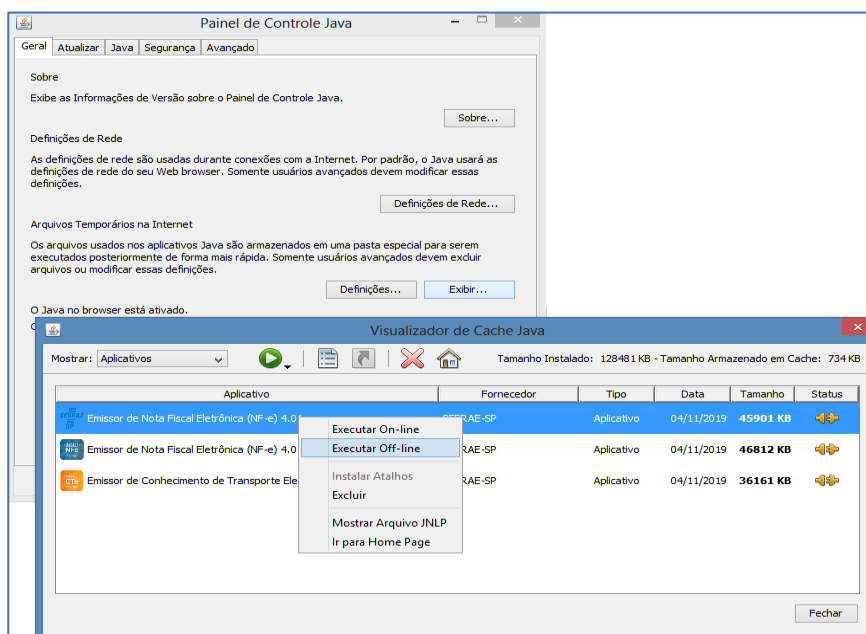 Painel de Controle Java
Geral Atualizar Java Segurança Avançado
Sobre
Exibe as Informações de Versão sobre o Painel de Controle Java.
Sobre...
Definições de Rede
As definições de rede são usadas durante conexões com a Internet. Por padrão, o Java usará as
definições de rede do seu Web browser. Somente usuários avançados devem modificar essas
definições.
Definições de Rede...
Arquivos Temporários na Internet
Os arquivos usados nos aplicativos Java são armazenados em uma pasta especial para serem
executados posteriormente de forma mais rápida. Somente usuários avançados devem excluir
arquivos ou modificar essas definições.
Definições... Exibir...
O Java no browser está ativado.
Visualizador de Cache Java
Mostrar: Aplicativos Tamanho Instalado: 128481 KB - Tamanho Armazenado em Cache: 734 KB
Aplicativo Fornecedor Tipo Data Tamanho Status
Emissor de Nota Fiscal Eletrônica (NF-e) 4.01 SEBRAE-SP Aplicativo 04/11/2019 45901 KB
Emissor de Nota Fiscal Eletrônica (NF-e) 4.0 RAE-SP Aplicativo 04/11/2019 46812 KB
Emissor de Conhecimento de Transporte Ele RAE-SP Aplicativo 04/11/2019 36161 KB
Executar On-line
Executar Off-line
Instalar Atalhos
Excluir
Mostrar Arquivo JNLP
Ir para Home Page
Fechar